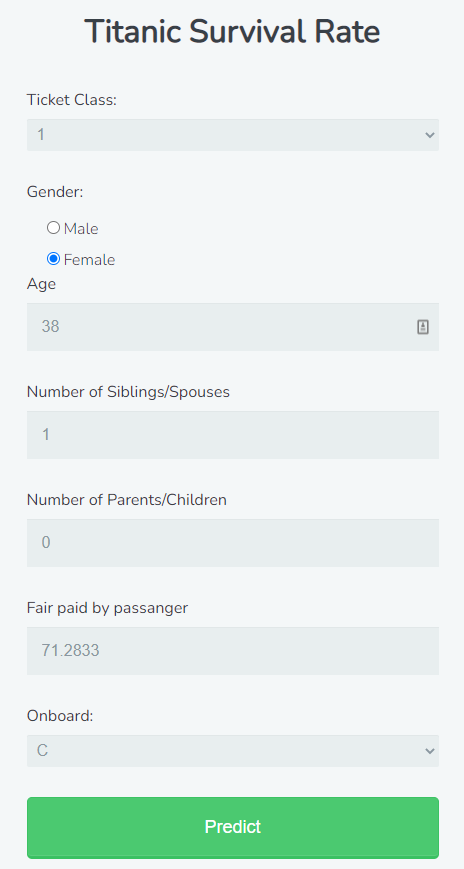 Titanic Survival Rate
Ticket Class:
1
Gender:
Male
Female
Age
38
Number of Siblings/Spouses
1
Number of Parents/Children
0
Fair paid by passanger
71.2833
Onboard:
C
Predict